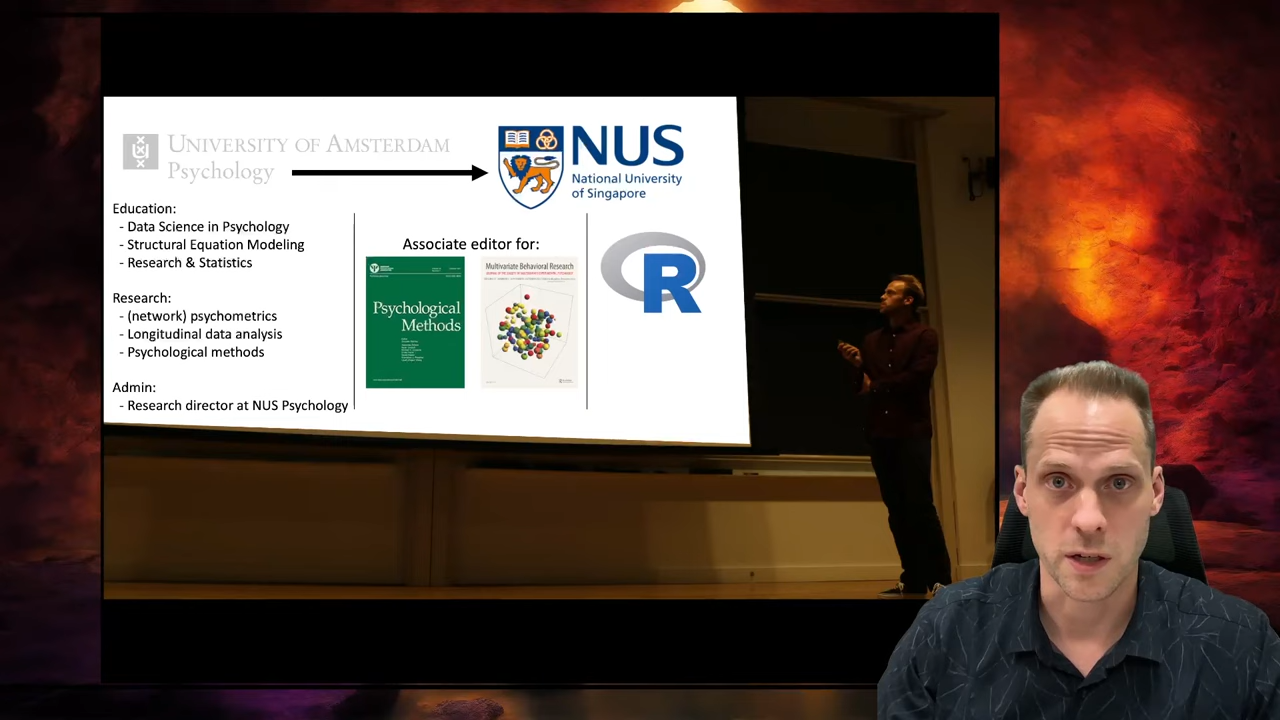 UNIVERSITY OF AMSTERDAM
Psychology
NUS
National University
of Singapore
Education:
- Data Science in Psychology
- Structural Equation Modeling
- Research & Statistics
Research:
- (network) psychometrics
- Longitudinal data analysis
- Psychological methods
Admin:
- Research director at NUS Psychology
Associate editor for:
Psychological
Methods
Multivariate Behavioral Research
R